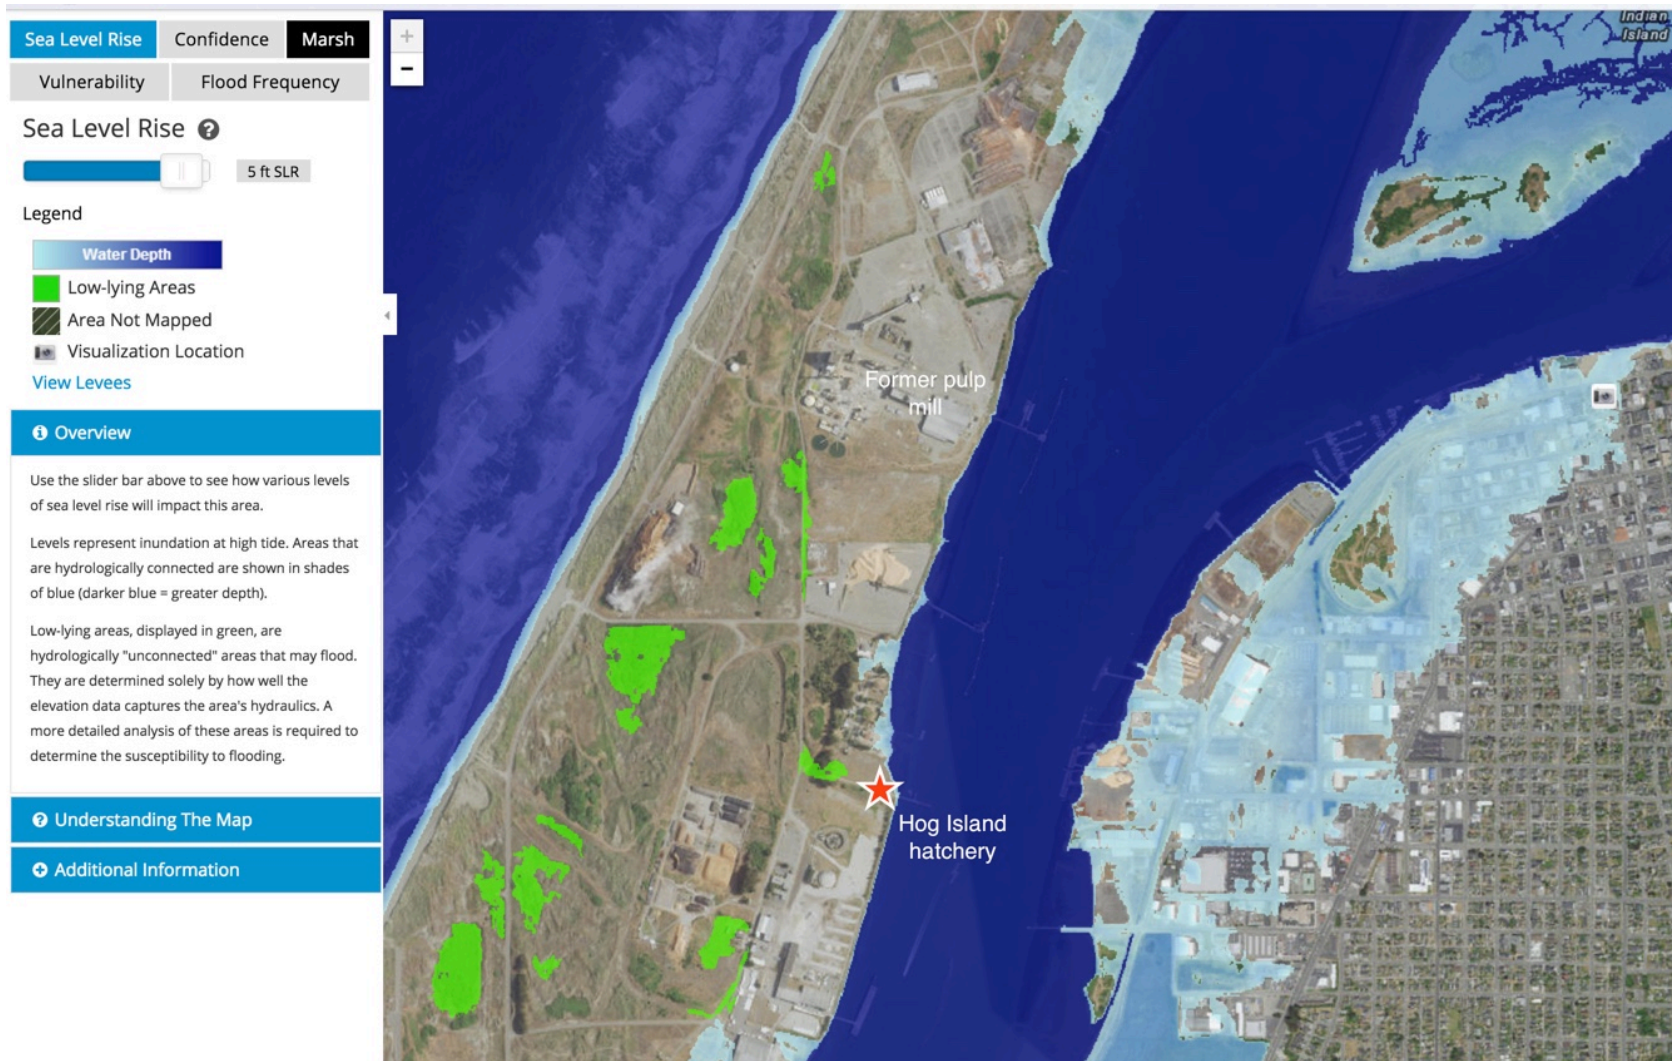 Sea Level Rise
Confidence
Marsh
Vulnerability
Flood Frequency
Sea Level Rise ?
5 ft SLR
Legend
Water Depth
Low-lying Areas
Area Not Mapped
Visualization Location
View Levees
Overview
Use the slider bar above to see how various levels
of sea level rise will impact this area.
Levels represent inundation at high tide. Areas that
are hydrologically connected are shown in shades
of blue (darker blue = greater depth).
Low-lying areas, displayed in green, are
hydrologically "unconnected" areas that may flood.
They are determined solely by how well the
elevation data captures the area's hydraulics. A
more detailed analysis of these areas is required to
determine the susceptibility to flooding.
Understanding The Map
Additional Information
+
-
Indian
Island
Former pulp
mill
Hog Island
hatchery